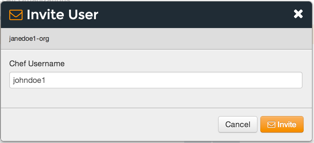 Invite User
janedoe1-org
Chef Username
johndoe1
Cancel
Invite